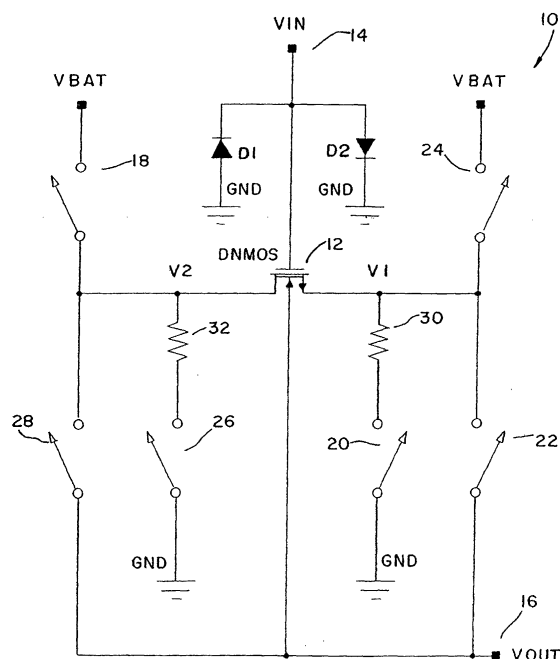 VIN
14
10
VBAT
VBAT
18
D1
D2
24
GND
GND
12
DNMOS
V2
V1
32
30
28
26
20
22
GND
GND
16
VOUT